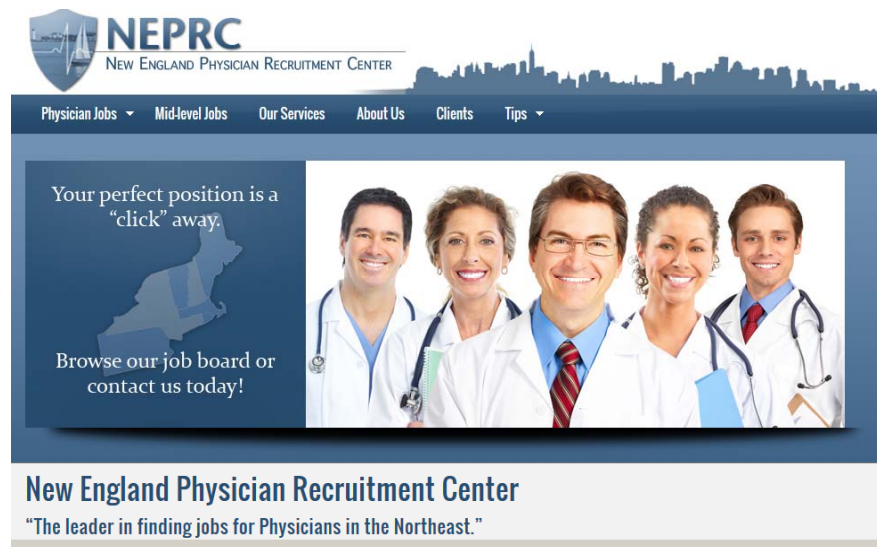 NEPRC
New England Physician Recruitment Center
Physician Jobs Mid-level Jobs Our Services About Us Clients Tips
Your perfect position is a
“click” away.
Browse our job board or
contact us today!
New England Physician Recruitment Center
“The leader in finding jobs for Physicians in the Northeast.”